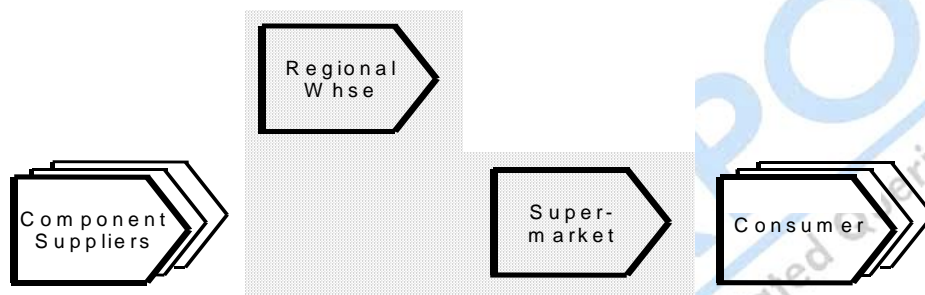 Regional
Whse
Component
Suppliers
Super-
market
Consumer